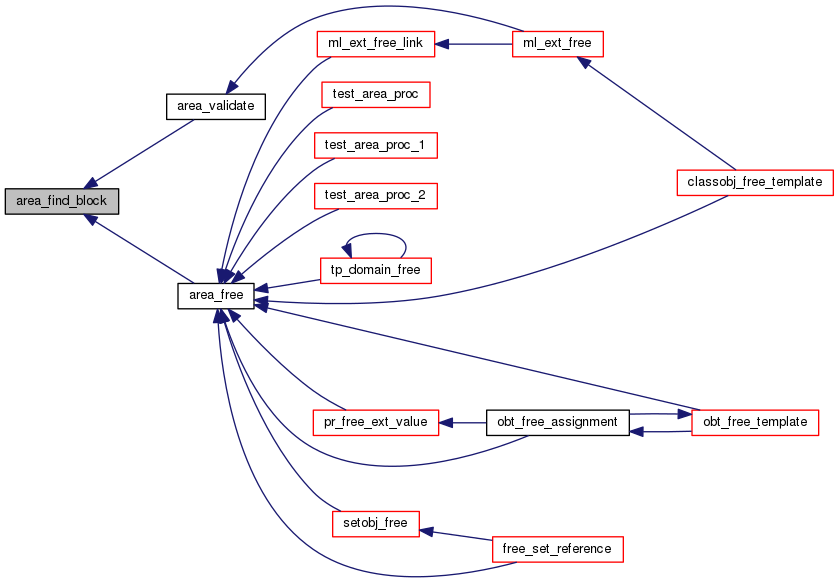 ml_ext_free_link
ml_ext_free
test_area_proc
area_validate
test_area_proc_1
classobj_free_template
test_area_proc_2
area_find_block
tp_domain_free
area_free
pr_free_ext_value
obt_free_assignment
obt_free_template
setobj_free
free_set_reference